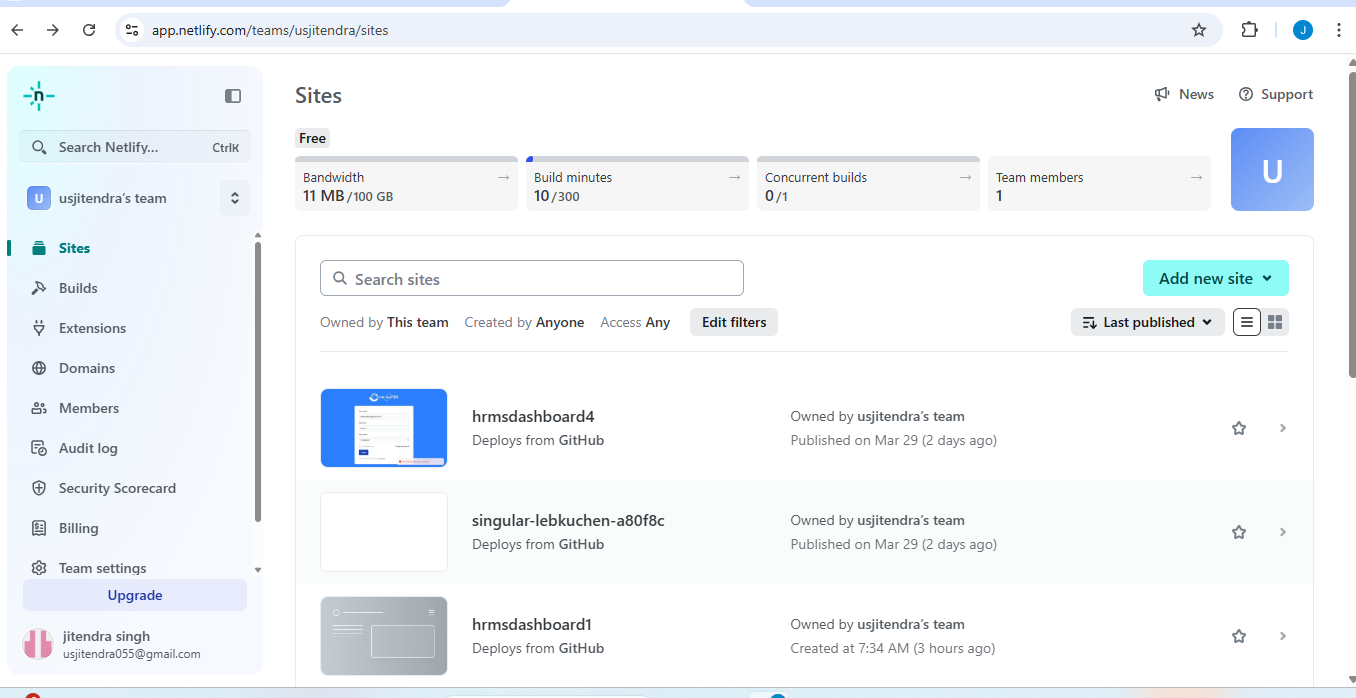 app.netlify.com/teams/usjitendra/sites
J
n
Search Netlify...
CtrlK
U
usjitendra's team
Sites
Builds
Extensions
Domains
Members
Audit log
Security Scorecard
Billing
Team settings
Upgrade
jitendra singh
usjitendra055@gmail.com
Sites
News
Support
Free
Bandwidth →
11 MB/100 GB
Build minutes →
10/300
Concurrent builds →
0/1
Team members →
1
U
Search sites
Add new site
Owned by This team Created by Anyone Access Any
Edit filters
Last published
hrmsdashboard4
Deploys from GitHub
Owned by usjitendra's team
Published on Mar 29 (2 days ago)
singular-lebkuchen-a80f8c
Deploys from GitHub
Owned by usjitendra's team
Published on Mar 29 (2 days ago)
hrmsdashboard1
Deploys from GitHub
Owned by usjitendra's team
Created at 7:34 AM (3 hours ago)